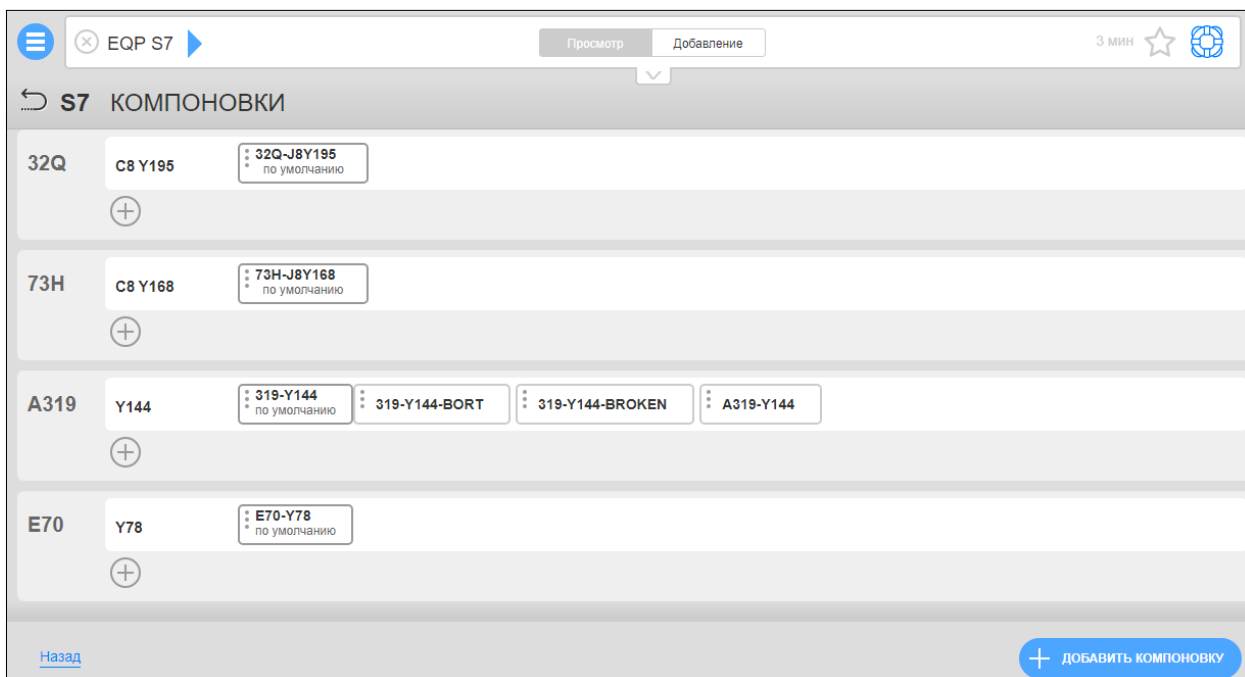 EQP S7 Просмотр Добавление 3 мин
S7 КОМПОНОВКИ
32Q C8 Y195 32Q-J8Y195
по умолчанию
73H C8 Y168 73H-J8Y168
по умолчанию
A319 Y144 319-Y144 319-Y144-BORT 319-Y144-BROKEN A319-Y144
по умолчанию
E70 Y78 E70-Y78
по умолчанию
Назад ДОБАВИТЬ КОМПОНОВКУ